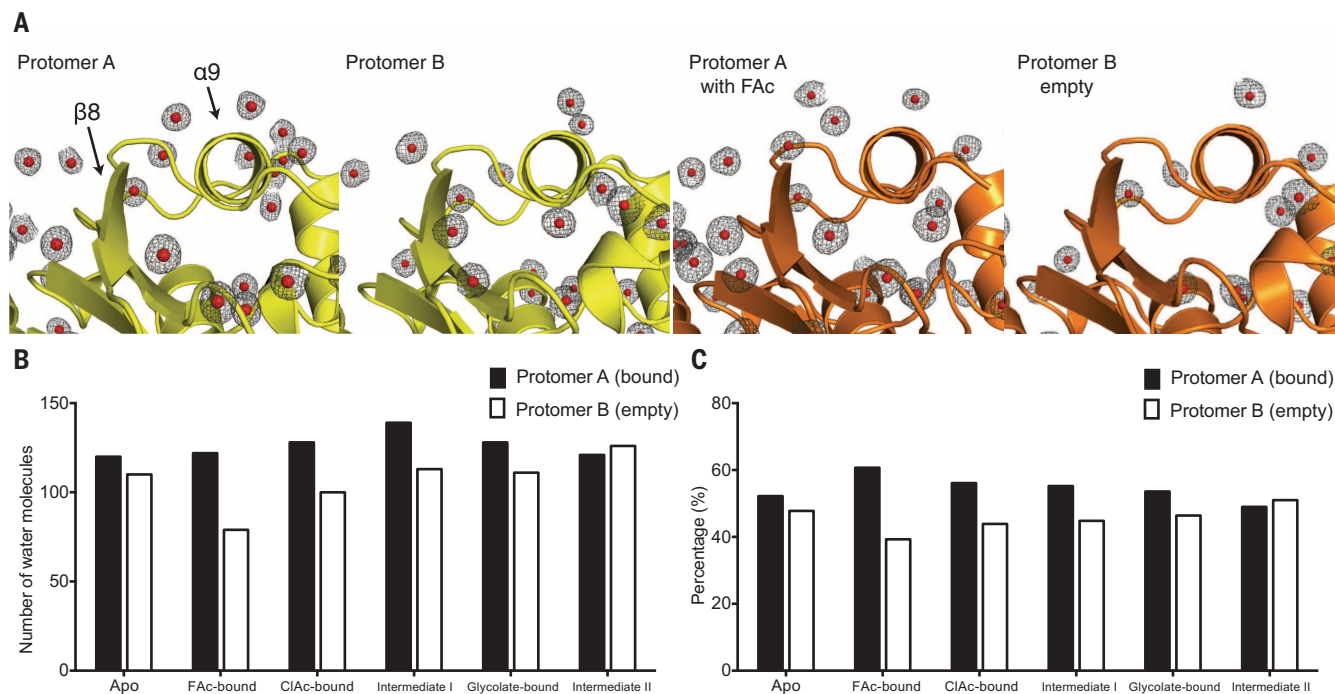 A
Protomer A
α9
β8
Protomer B
Protomer A
with FAc
Protomer B
empty
B
Protomer A (bound)
Protomer B (empty)
Number of water molecules
150
100
50
0
Apo
FAc-bound
ClAc-bound
Intermediate I
Glycolate-bound
Intermediate II
C
Protomer A (bound)
Protomer B (empty)
Percentage (%)
80
60
40
20
0
Apo
FAc-bound
ClAc-bound
Intermediate I
Glycolate-bound
Intermediate II